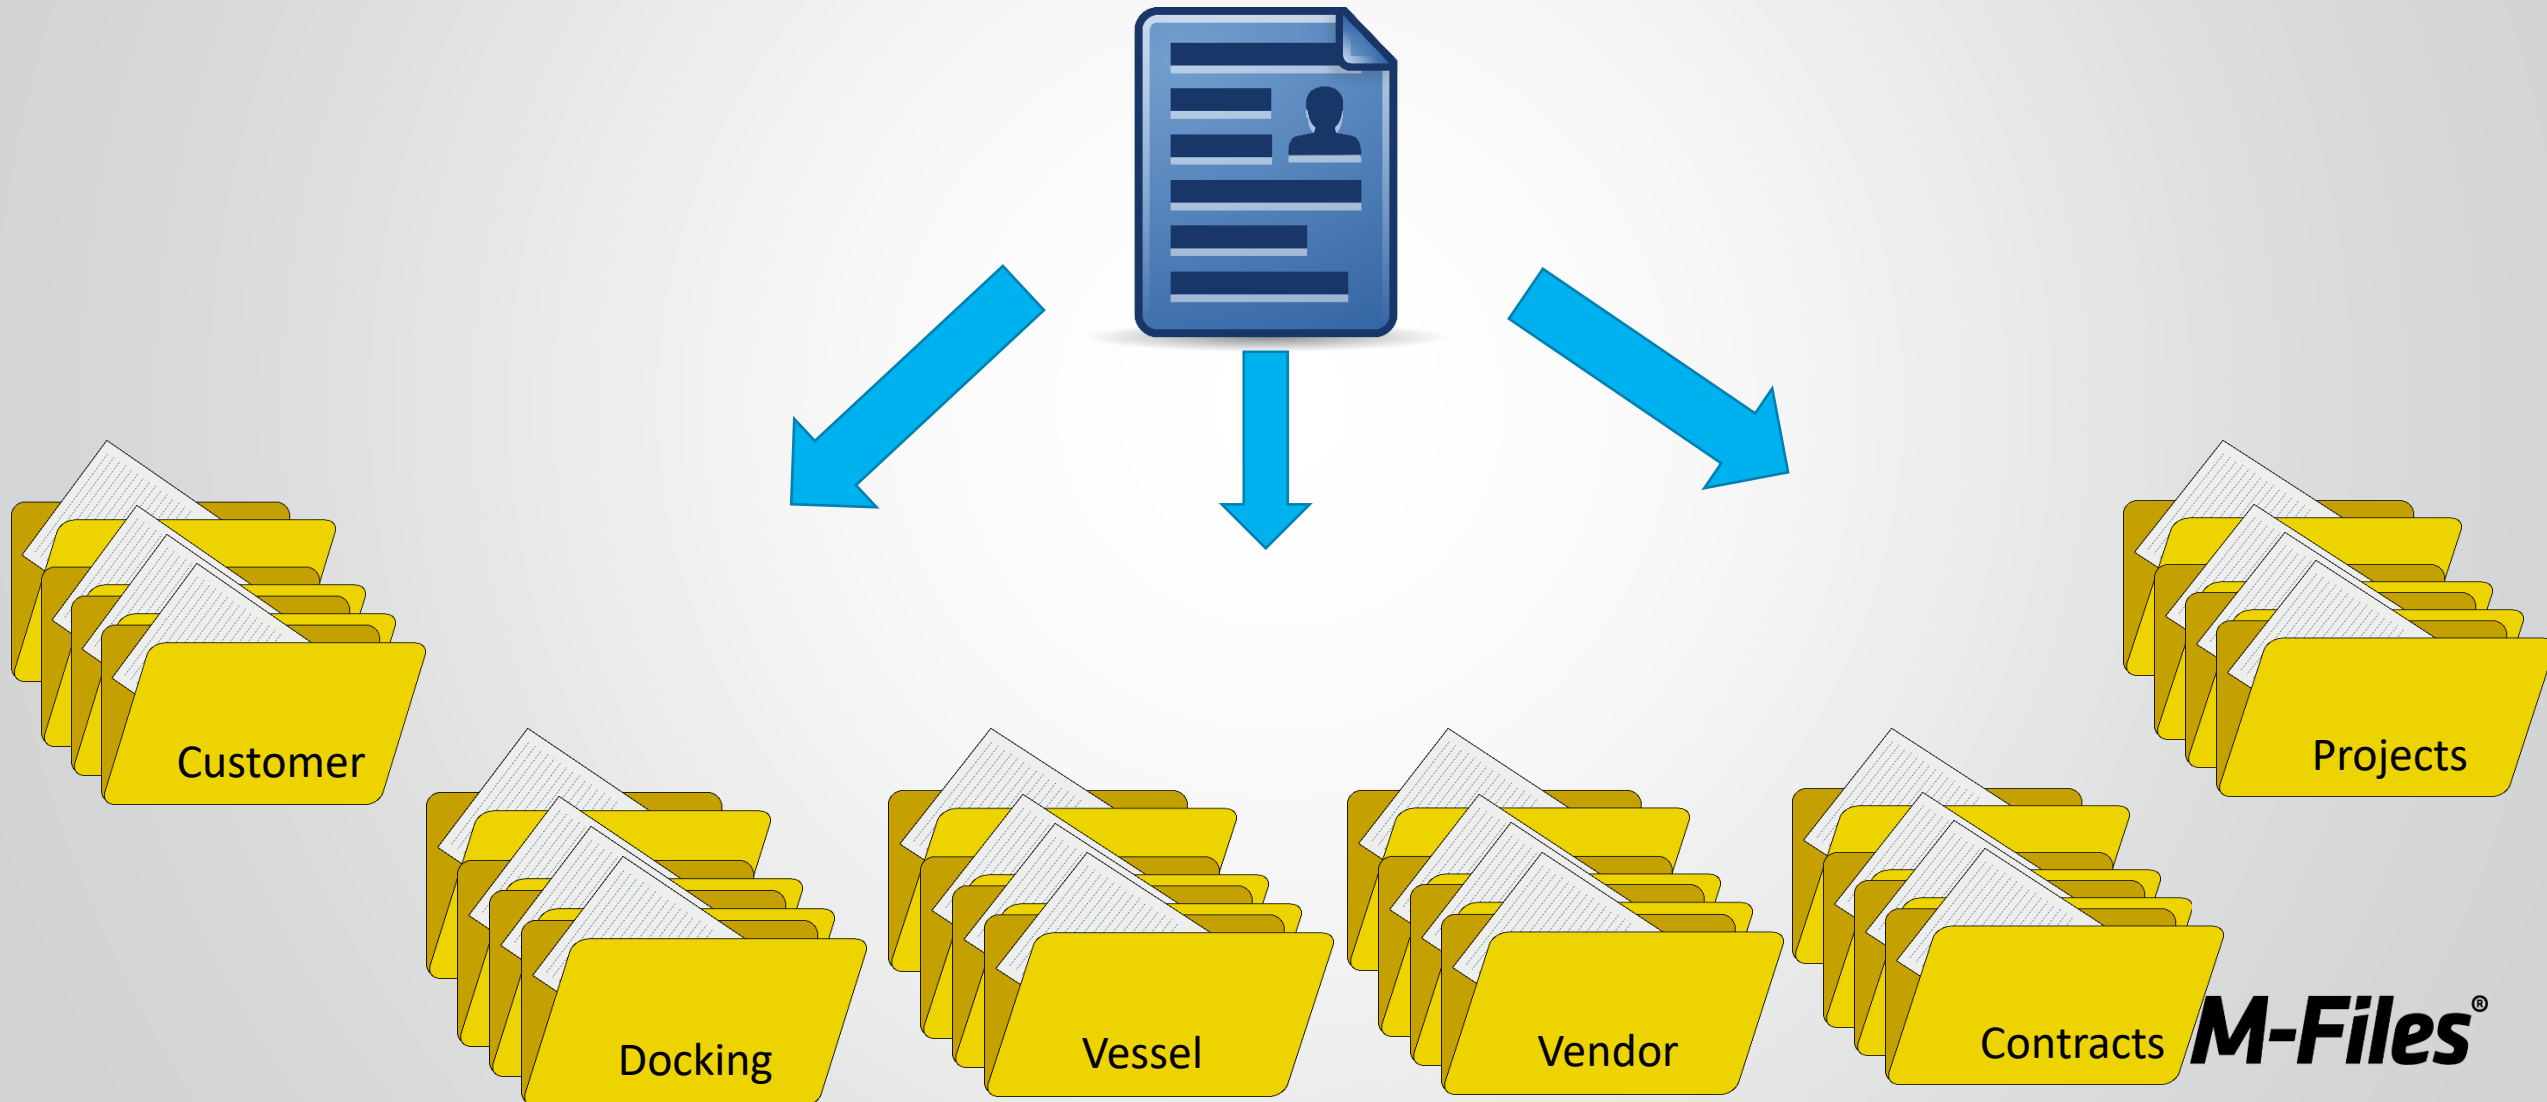 Customer
Projects
Docking
Vessel
Vendor
Contracts
M-Files®